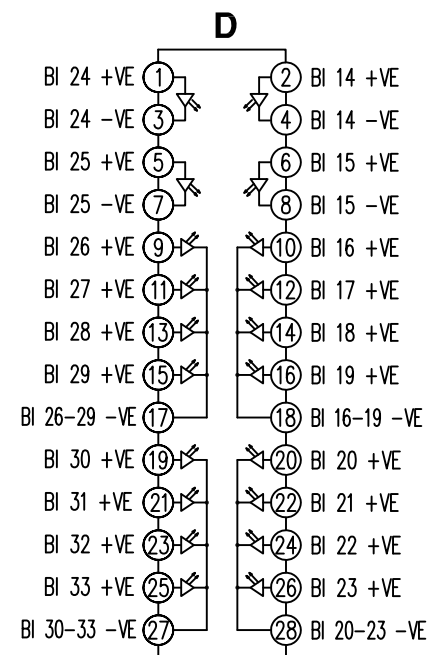 D
BI 24 +VE 1 2 BI 14 +VE
BI 24 -VE 3 4 BI 14 -VE
BI 25 +VE 5 6 BI 15 +VE
BI 25 -VE 7 8 BI 15 -VE
BI 26 +VE 9 10 BI 16 +VE
BI 27 +VE 11 12 BI 17 +VE
BI 28 +VE 13 14 BI 18 +VE
BI 29 +VE 15 16 BI 19 +VE
BI 26-29 -VE 17 18 BI 16-19 -VE
BI 30 +VE 19 20 BI 20 +VE
BI 31 +VE 21 22 BI 21 +VE
BI 32 +VE 23 24 BI 22 +VE
BI 33 +VE 25 26 BI 23 +VE
BI 30-33 -VE 27 28 BI 20-23 -VE